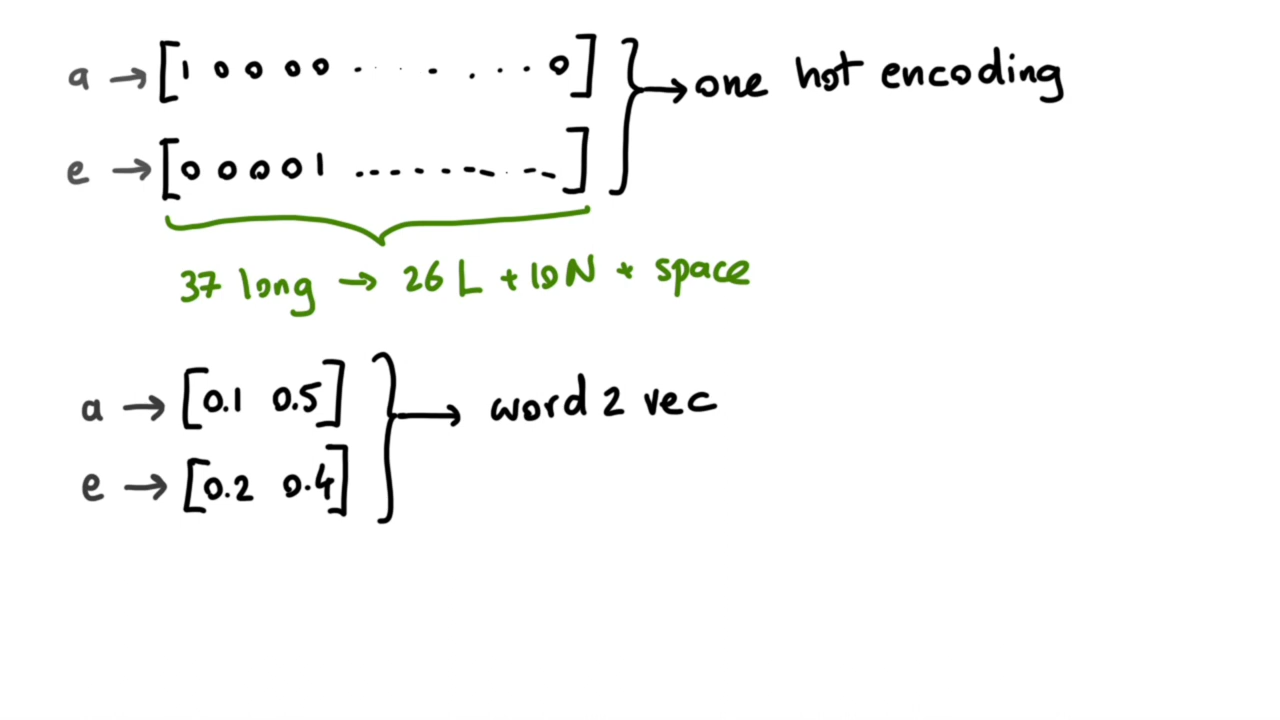 a → [1 0 0 0 0 . . . . . . . 0] → one hot encoding
e → [0 0 0 0 1 ............]
37 long → 26 L + 10 N + space
a → [0.1 0.5] → word 2 vec
e → [0.2 0.4]